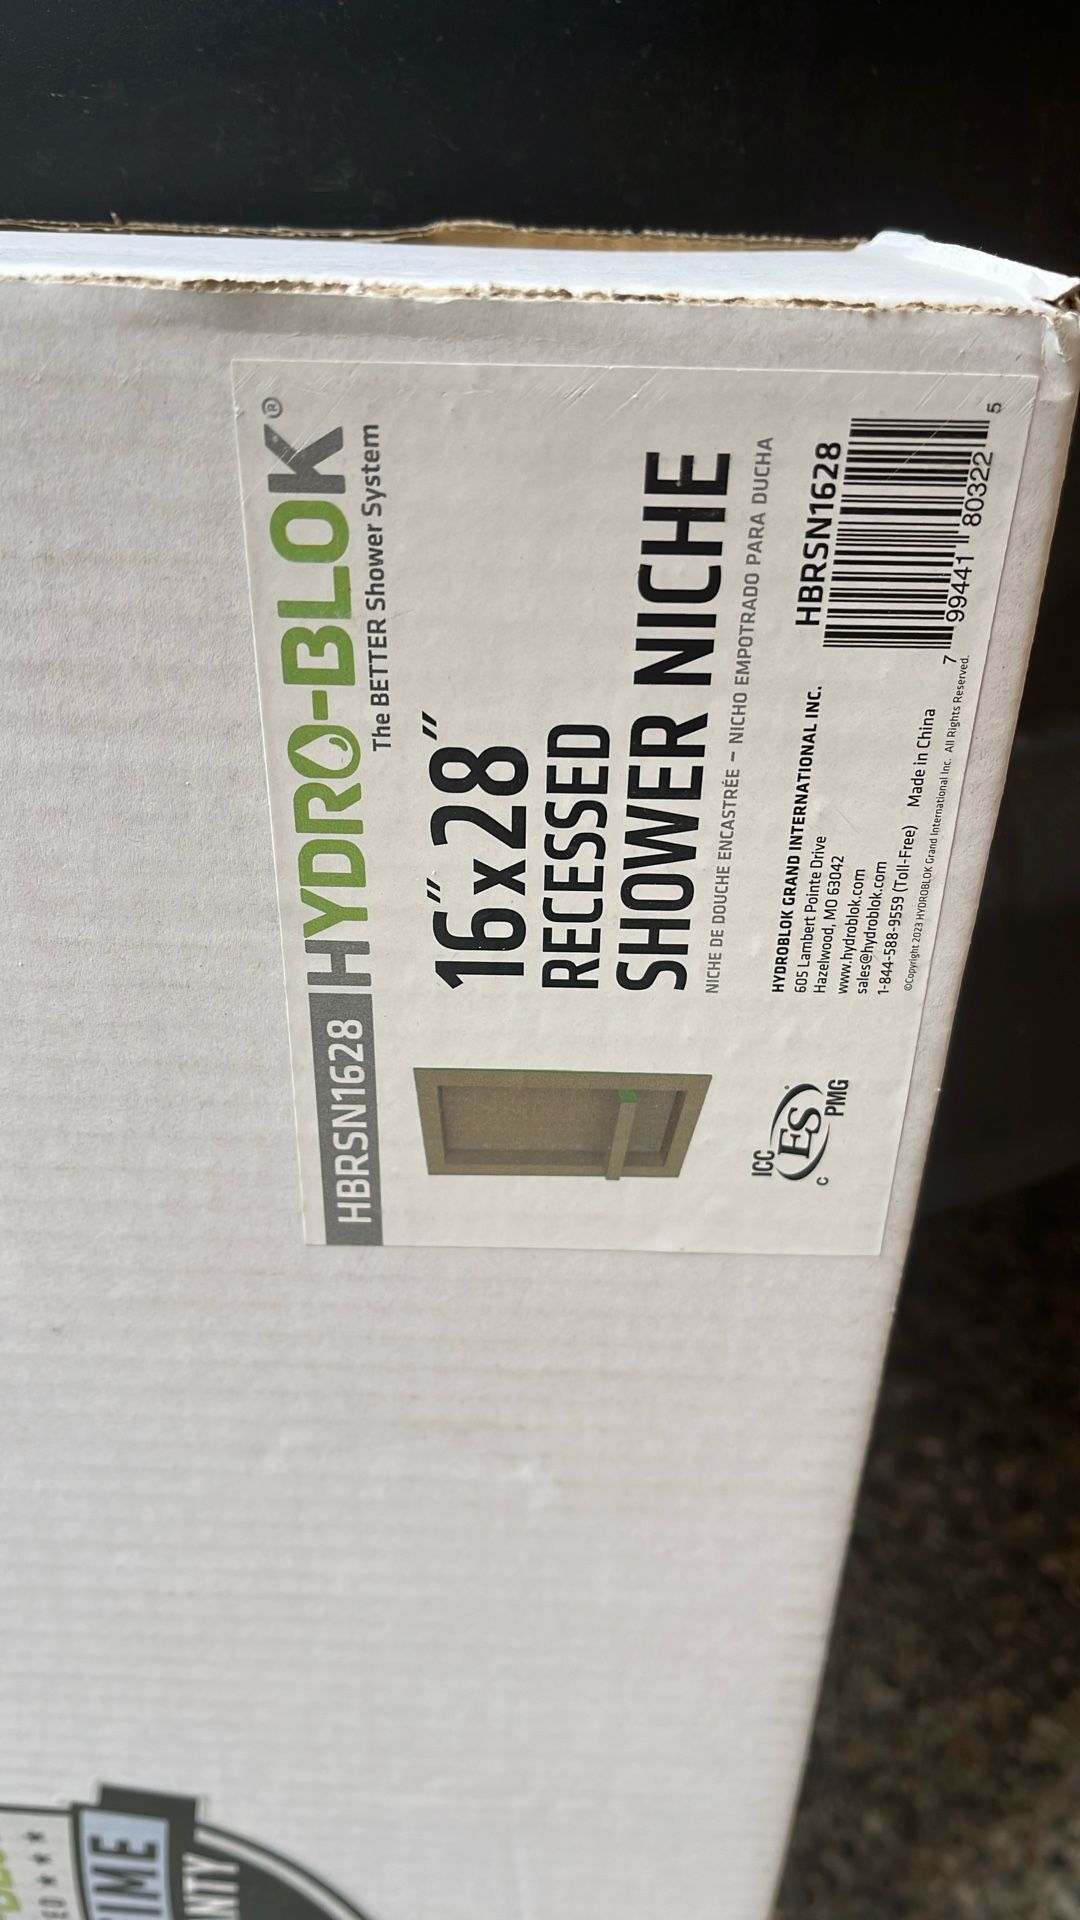 HBRSN1628 HYDRO-BLOK®
The BETTER Shower System
16″x28″
RECESSED
SHOWER NICHE
NICHE DE DOUCHE ENCASTRÉE – NICHO EMPOTRADO PARA DUCHA
HYDROBLOK GRAND INTERNATIONAL INC.
605 Lambert Pointe Drive
Hazelwood, MO 63042
www.hydroblok.com
sales@hydroblok.com
1-844-588-9559 (Toll-Free) Made in China
©Copyright 2023 HYDROBLOK Grand International Inc. All Rights Reserved.
HBRSN1628
7 99441 80322 5
ICC
C ES
PMG